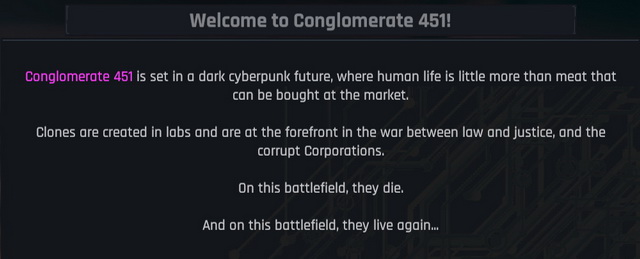 Welcome to Conglomerate 451!
Conglomerate 451 is set in a dark cyberpunk future, where human life is little more than meat that
can be bought at the market.
Clones are created in labs and are at the forefront in the war between law and justice, and the
corrupt Corporations.
On this battlefield, they die.
And on this battlefield, they live again...